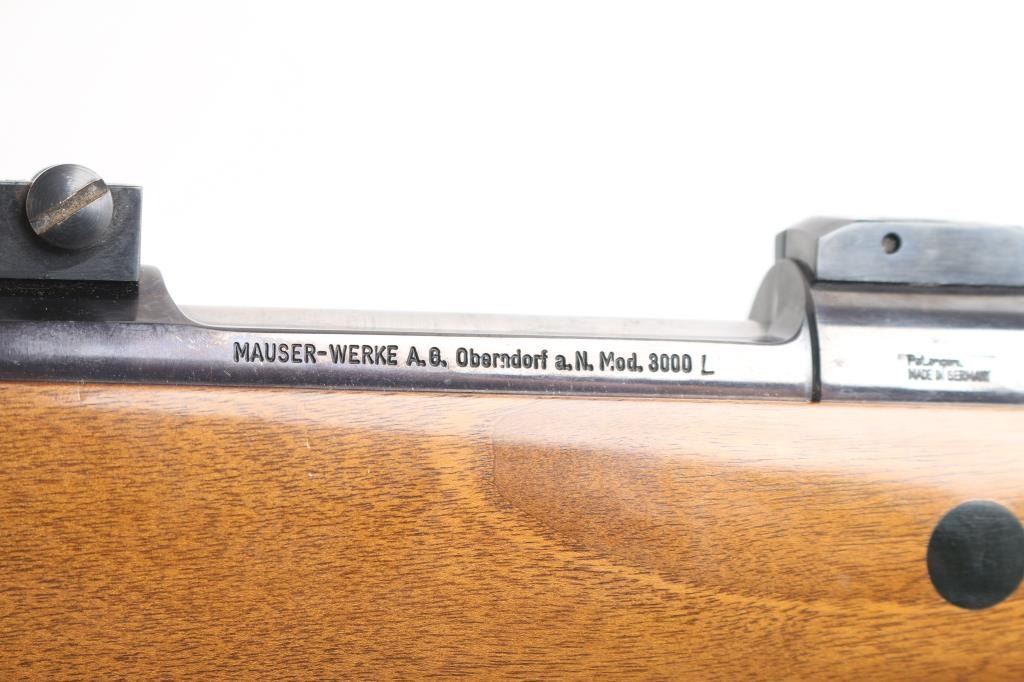 MAUSER-WERKE A.G. Oberndorf a.N. Mod. 3000 L
MADE IN GERMANY